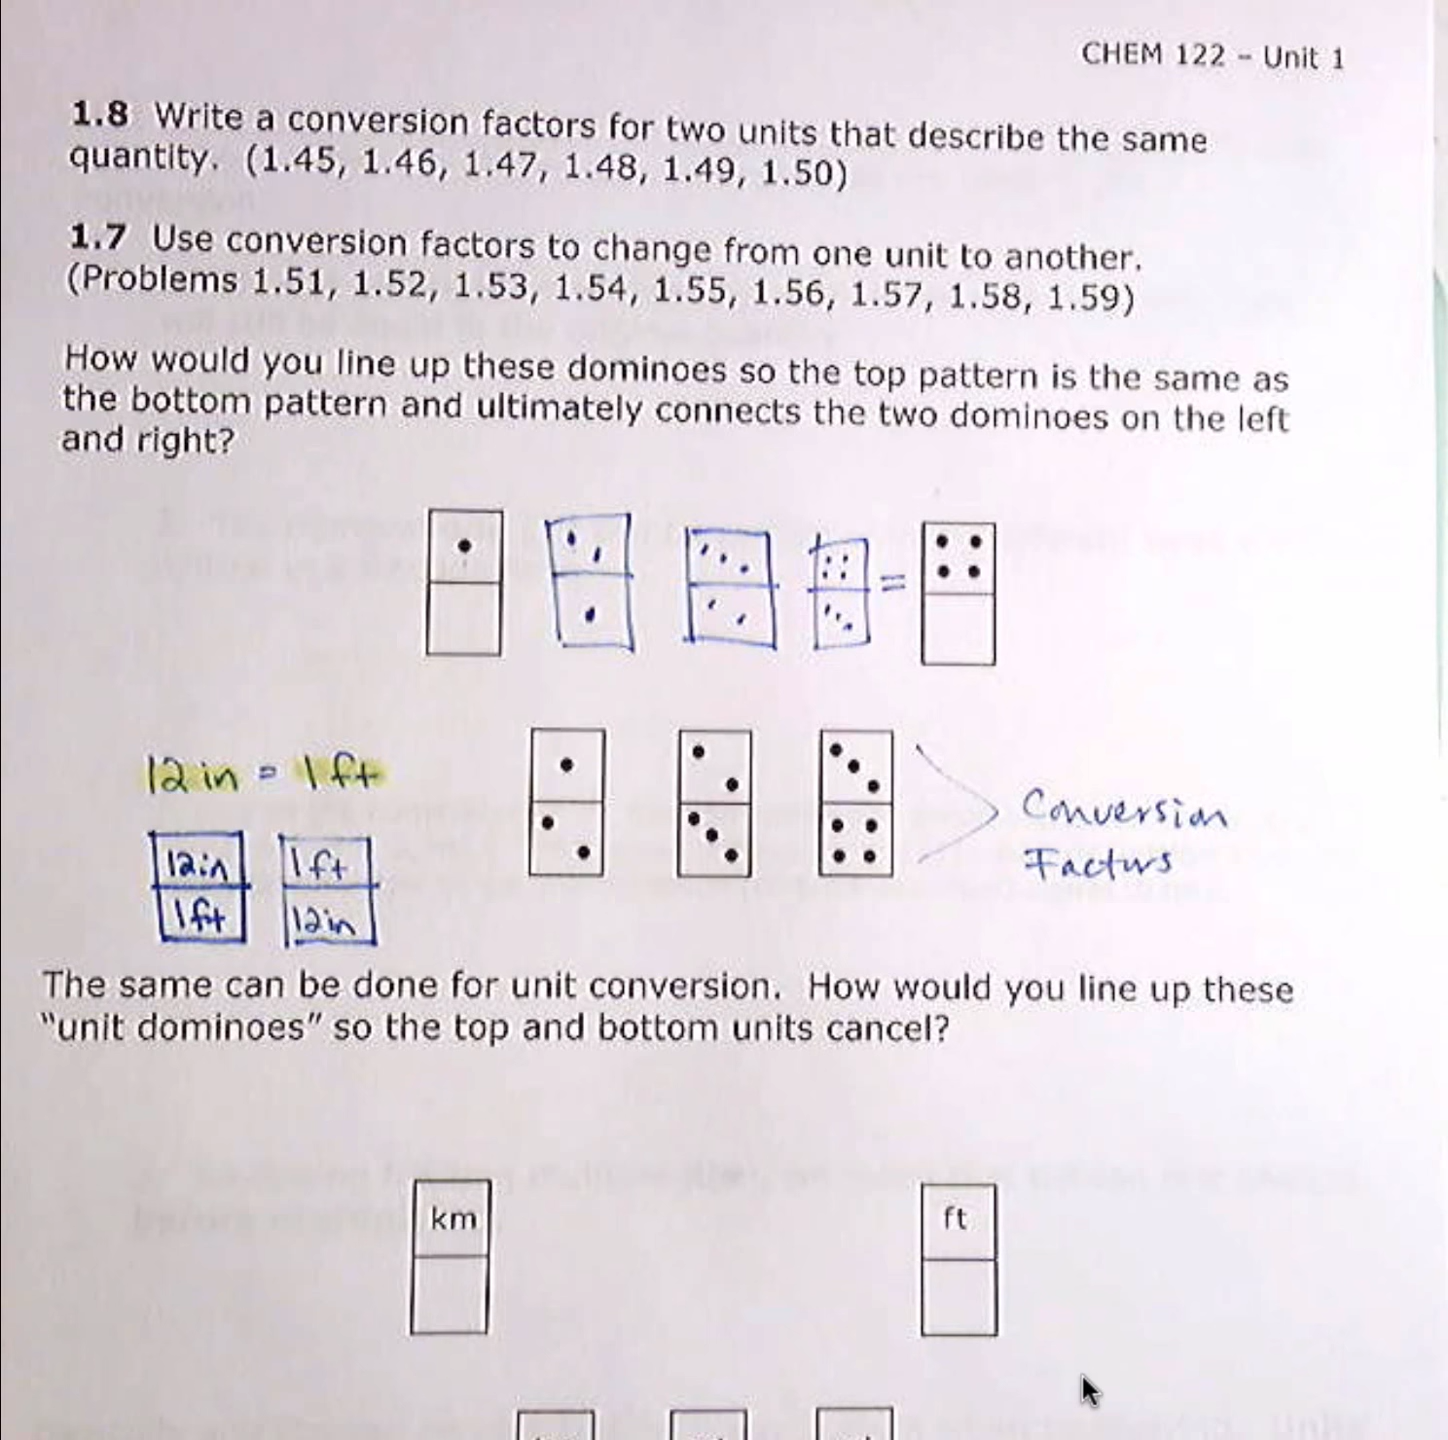 CHEM 122 - Unit 1
1.8 Write a conversion factors for two units that describe the same
quantity. (1.45, 1.46, 1.47, 1.48, 1.49, 1.50)
1.7 Use conversion factors to change from one unit to another.
(Problems 1.51, 1.52, 1.53, 1.54, 1.55, 1.56, 1.57, 1.58, 1.59)
How would you line up these dominoes so the top pattern is the same as
the bottom pattern and ultimately connects the two dominoes on the left
and right?
=
12 in = 1 ft
12in 1ft
1ft 12in
Conversion
Factors
The same can be done for unit conversion. How would you line up these
"unit dominoes" so the top and bottom units cancel?
km ft